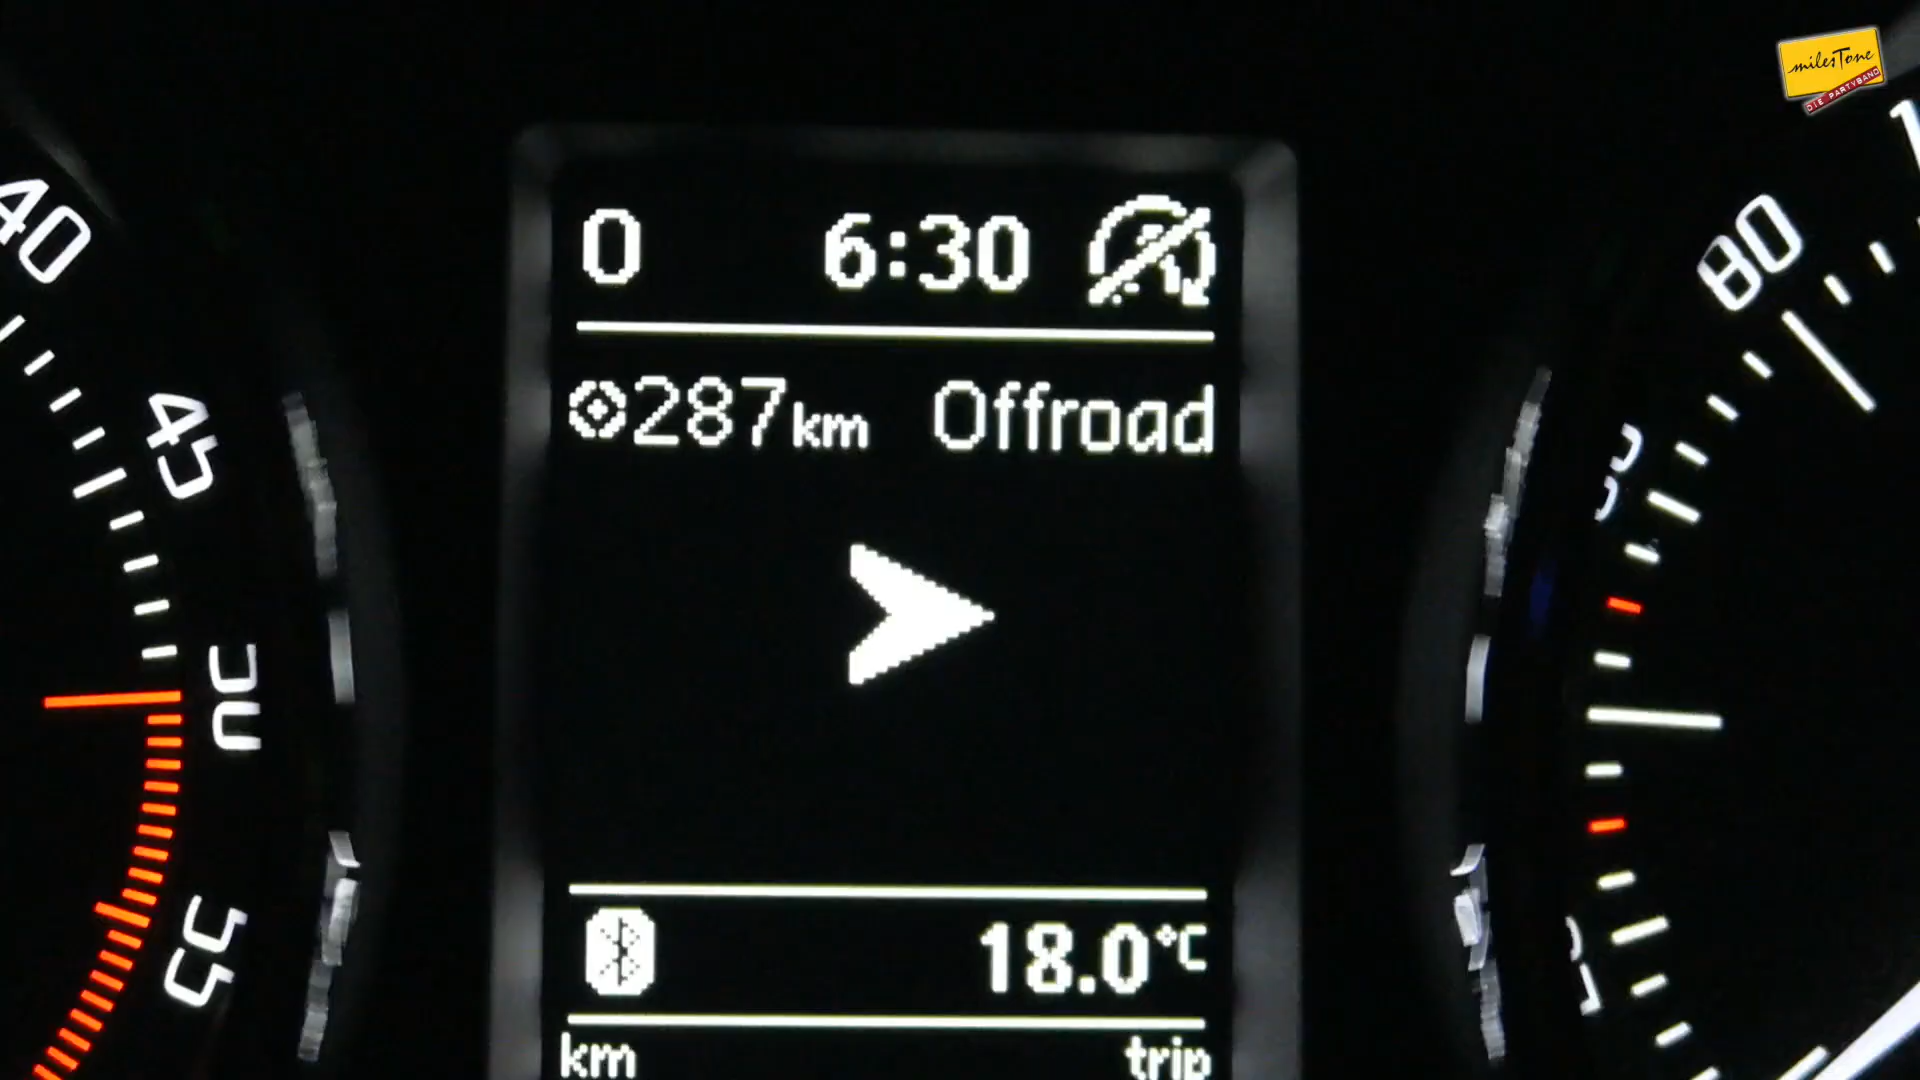 milesTone
DIE PARTYBAND
0 6:30
287km Offroad
18.0°C
km trip
40
45
50
55
80